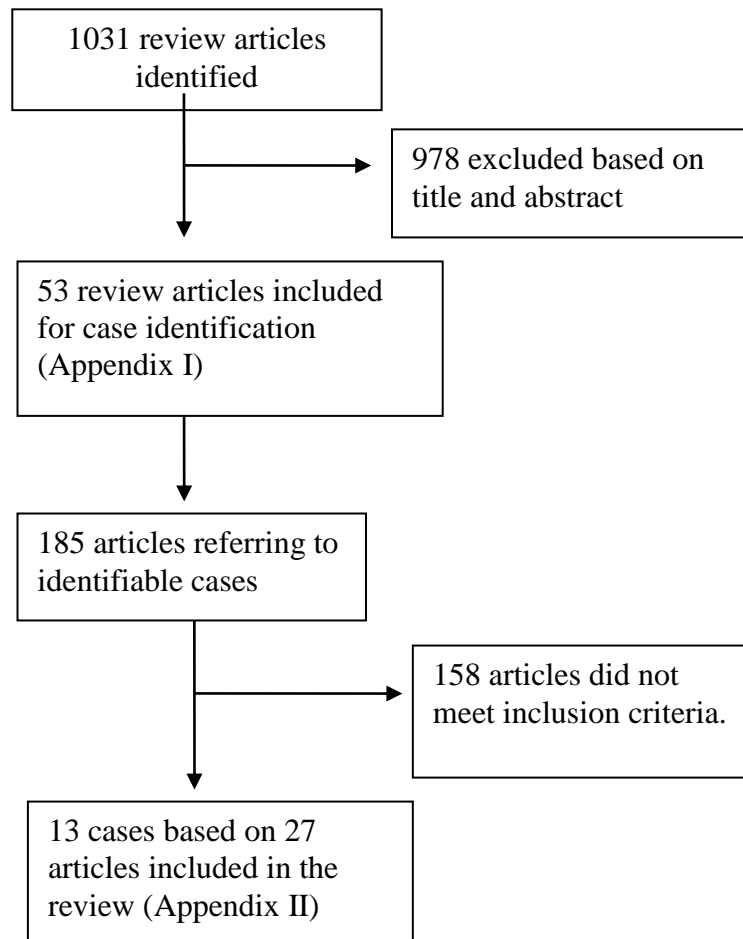 1031 review articles
identified
978 excluded based on
title and abstract
53 review articles included
for case identification
(Appendix I)
185 articles referring to
identifiable cases
158 articles did not
meet inclusion criteria.
13 cases based on 27
articles included in the
review (Appendix II)